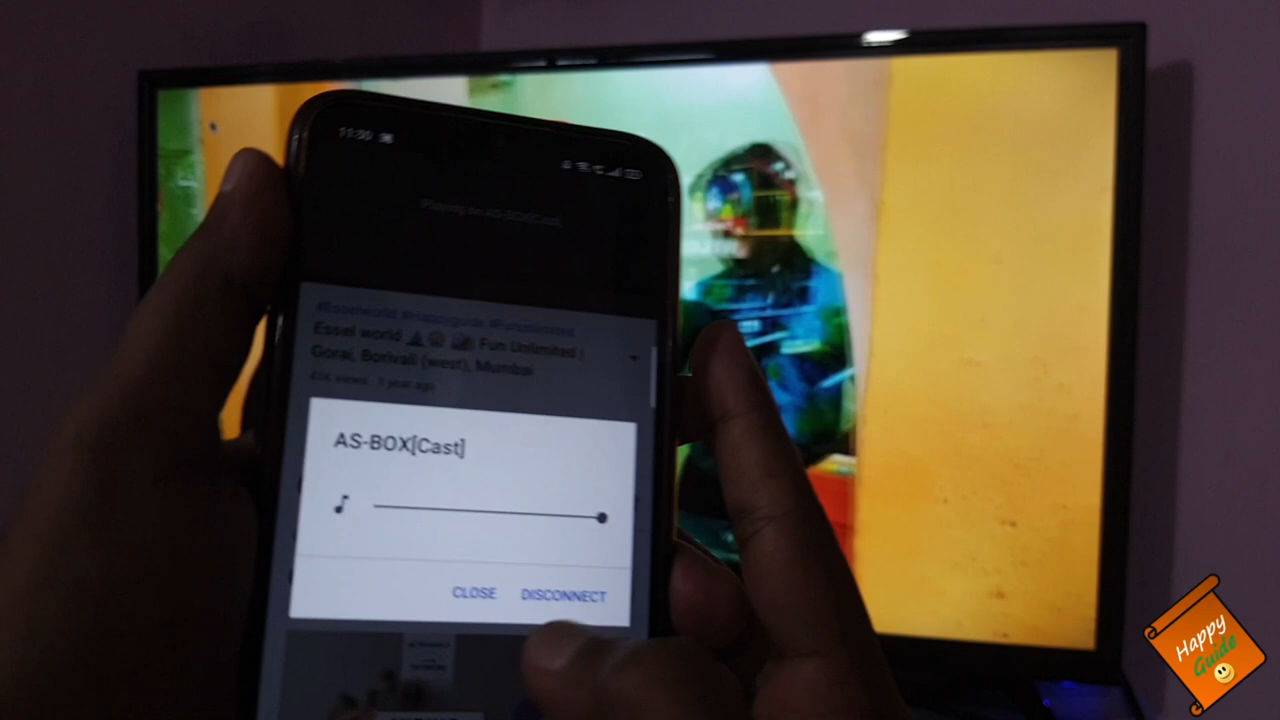 11:00
Playing on AS-BOX[Cast]
#Esselworld #Happyguide #Fununlimited
Essel world Fun Unlimited |
Gorai, Borivali (west), Mumbai
views · 1 year ago
AS-BOX[Cast]
CLOSE DISCONNECT
Happy
Guide